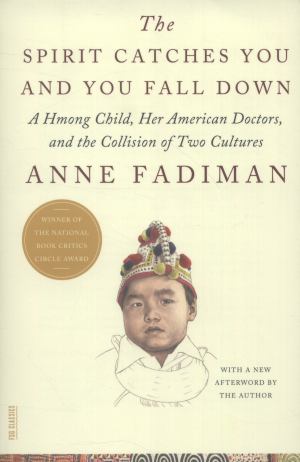 The
SPIRIT CATCHES YOU
AND YOU FALL DOWN
A Hmong Child, Her American Doctors,
and the Collision of Two Cultures
ANNE FADIMAN
WINNER OF
THE NATIONAL
BOOK CRITICS
CIRCLE AWARD
WITH A NEW
AFTERWORD BY
THE AUTHOR
FSG CLASSICS